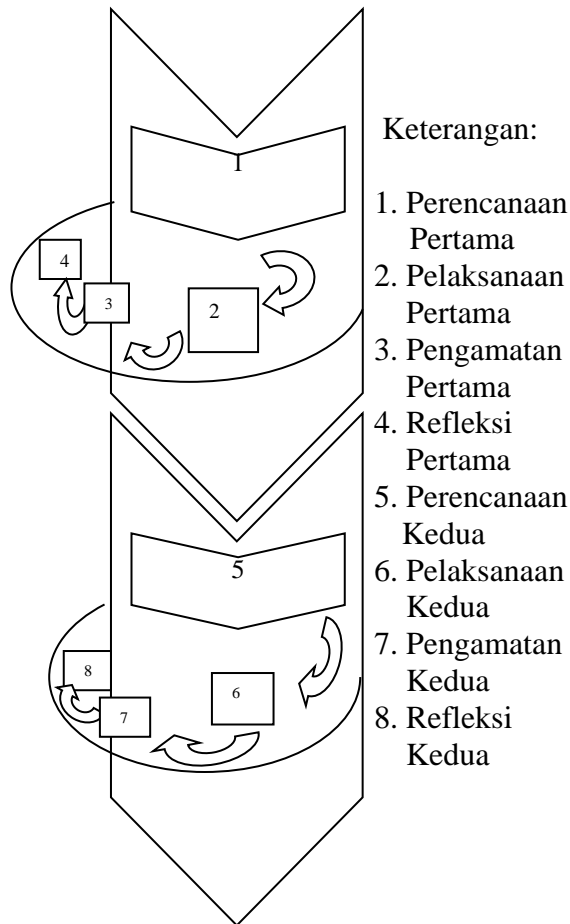 1
4
3
2
5
8
6
7
Keterangan:
1. Perencanaan
Pertama
2. Pelaksanaan
Pertama
3. Pengamatan
Pertama
4. Refleksi
Pertama
5. Perencanaan
Kedua
6. Pelaksanaan
Kedua
7. Pengamatan
Kedua
8. Refleksi
Kedua